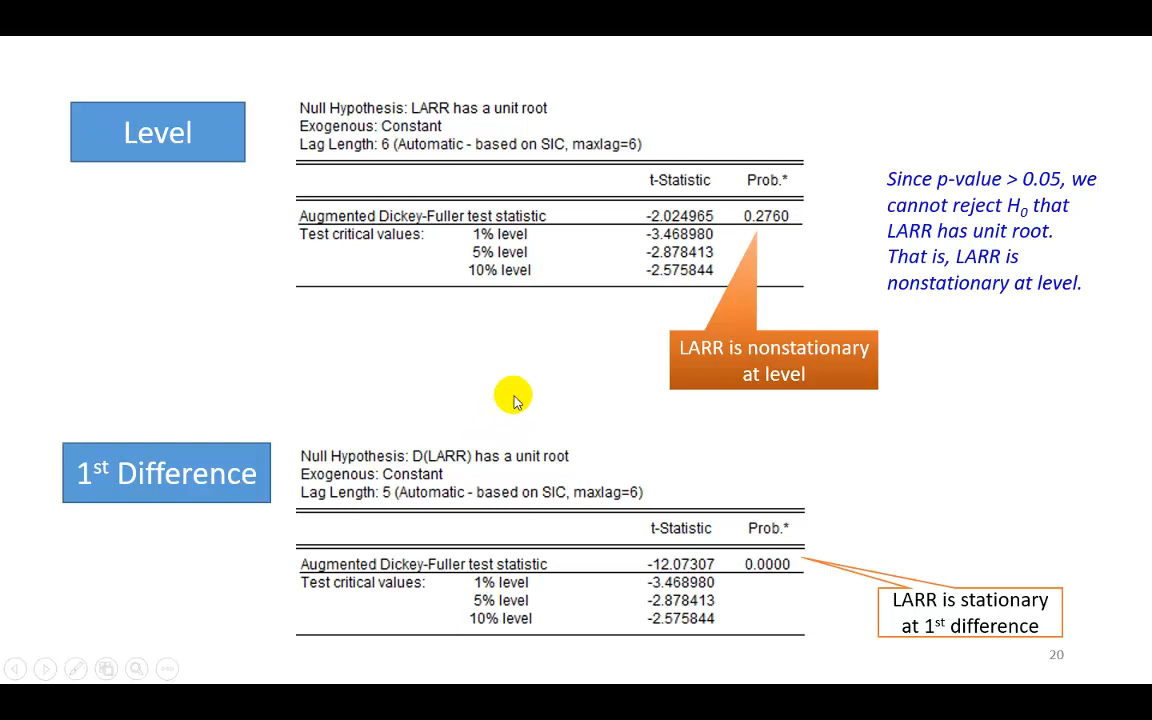 Level
Null Hypothesis: LARR has a unit root
Exogenous: Constant
Lag Length: 6 (Automatic - based on SIC, maxlag=6)
t-Statistic Prob.*
Augmented Dickey-Fuller test statistic -2.024965 0.2760
Test critical values: 1% level -3.468980
5% level -2.878413
10% level -2.575844
Since p-value > 0.05, we
cannot reject H0 that
LARR has unit root.
That is, LARR is
nonstationary at level.
LARR is nonstationary
at level
1st Difference
Null Hypothesis: D(LARR) has a unit root
Exogenous: Constant
Lag Length: 5 (Automatic - based on SIC, maxlag=6)
t-Statistic Prob.*
Augmented Dickey-Fuller test statistic -12.07307 0.0000
Test critical values: 1% level -3.468980
5% level -2.878413
10% level -2.575844
LARR is stationary
at 1st difference
20